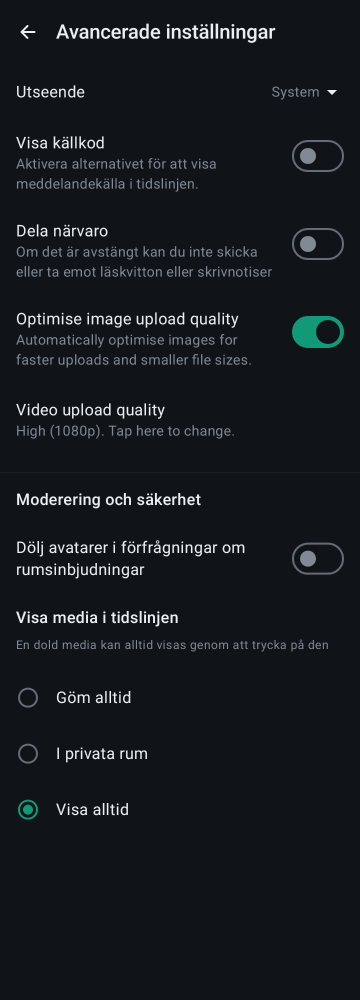 Avancerade inställningar
Utseende
System
Visa källkod
Aktivera alternativet för att visa
meddelandekälla i tidslinjen.
Dela närvaro
Om det är avstängt kan du inte skicka
eller ta emot läskvitton eller skrivnotiser
Optimise image upload quality
Automatically optimise images for
faster uploads and smaller file sizes.
Video upload quality
High (1080p). Tap here to change.
Moderering och säkerhet
Dölj avatarer i förfrågningar om
rumsinbjudningar
Visa media i tidslinjen
En dold media kan alltid visas genom att trycka på den
Göm alltid
I privata rum
Visa alltid